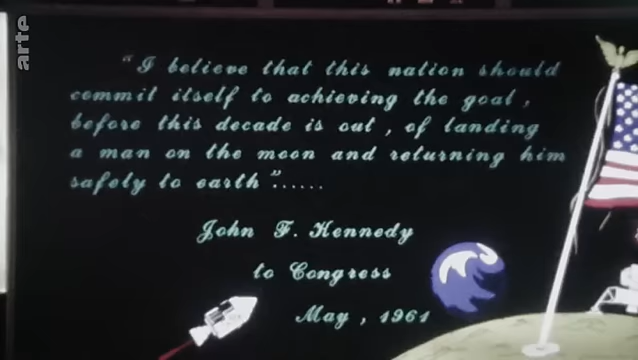 arte
"I believe that this nation should
commit itself to achieving the goal,
before this decade is out, of landing
a man on the moon and returning him
safely to earth"......
John F. Kennedy
to Congress
May, 1961